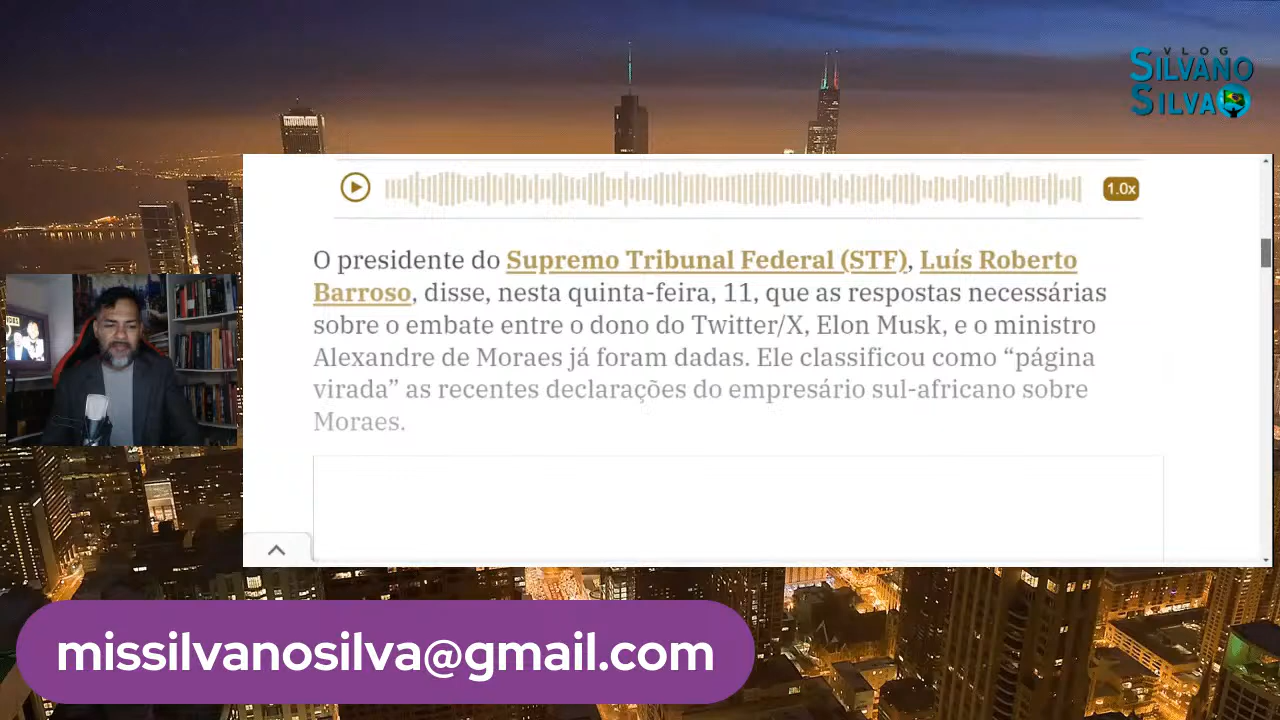 VLOG
SILVANO
SILVA
1.0x
O presidente do Supremo Tribunal Federal (STF), Luís Roberto
Barroso, disse, nesta quinta-feira, 11, que as respostas necessárias
sobre o embate entre o dono do Twitter/X, Elon Musk, e o ministro
Alexandre de Moraes já foram dadas. Ele classificou como “página
virada” as recentes declarações do empresário sul-africano sobre
Moraes.
missilvanosilva@gmail.com